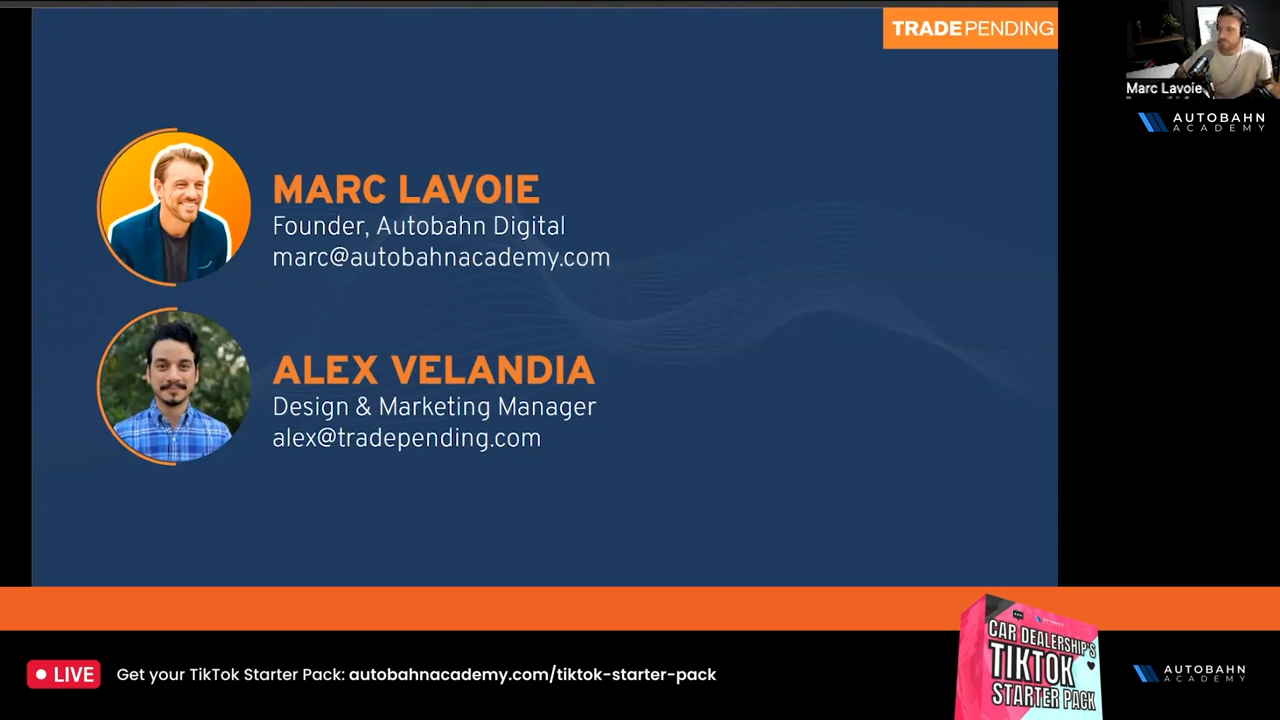 TRADEPENDING
Marc Lavoie
AUTOBAHN
ACADEMY
MARC LAVOIE
Founder, Autobahn Digital
marc@autobahnacademy.com
ALEX VELANDIA
Design & Marketing Manager
alex@tradepending.com
LIVE
Get your TikTok Starter Pack: autobahnacademy.com/tiktok-starter-pack
CAR DEALERSHIP'S
TIKTOK
STARTER PACK
AUTOBAHN
ACADEMY